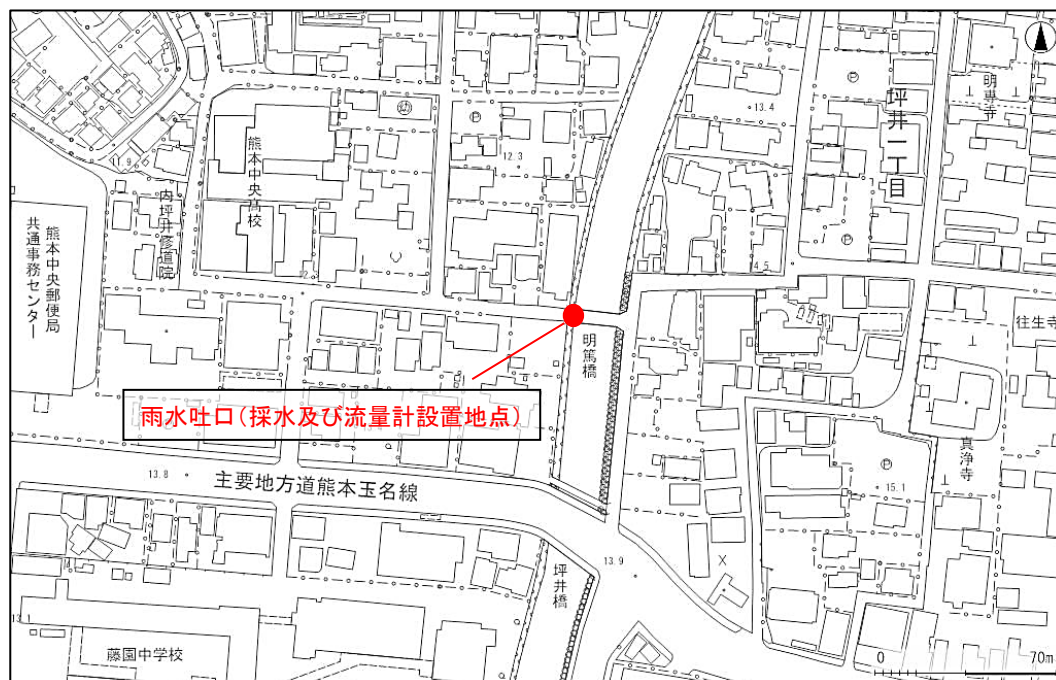 明専寺
坪井二丁目
13.4
12.3
11.9
幼
P
P
熊本中央高校
内坪井修道院
熊本中央郵便局
共通事務センター
14.5
P
往生寺
明篤橋
雨水吐口(採水及び流量計設置地点)
真浄寺
P
15.1
13.8
主要地方道熊本玉名線
13.9
坪井橋
藤園中学校
0
70m